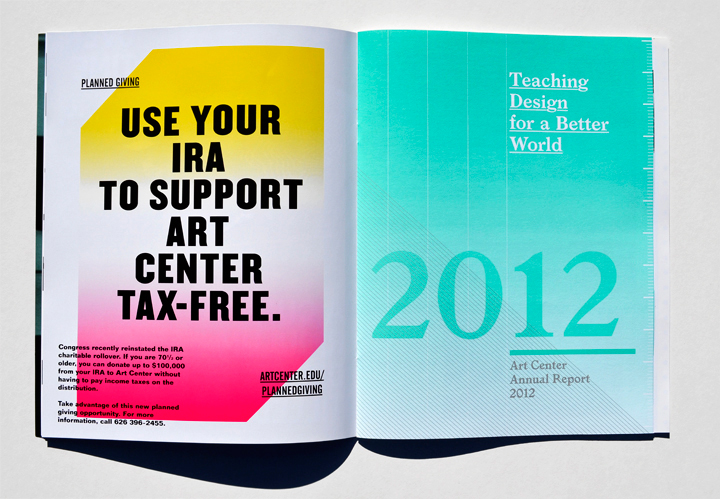 PLANNED GIVING
USE YOUR
IRA
TO SUPPORT
ART
CENTER
TAX-FREE.
Congress recently reinstated the IRA
charitable rollover. If you are 70½ or
older, you can donate up to $100,000
from your IRA to Art Center without
having to pay income taxes on the
distribution.
Take advantage of this new planned
giving opportunity. For more
information, call 626 396-2455.
ARTCENTER.EDU/
PLANNEDGIVING
Teaching
Design
for a Better
World
2012
Art Center
Annual Report
2012